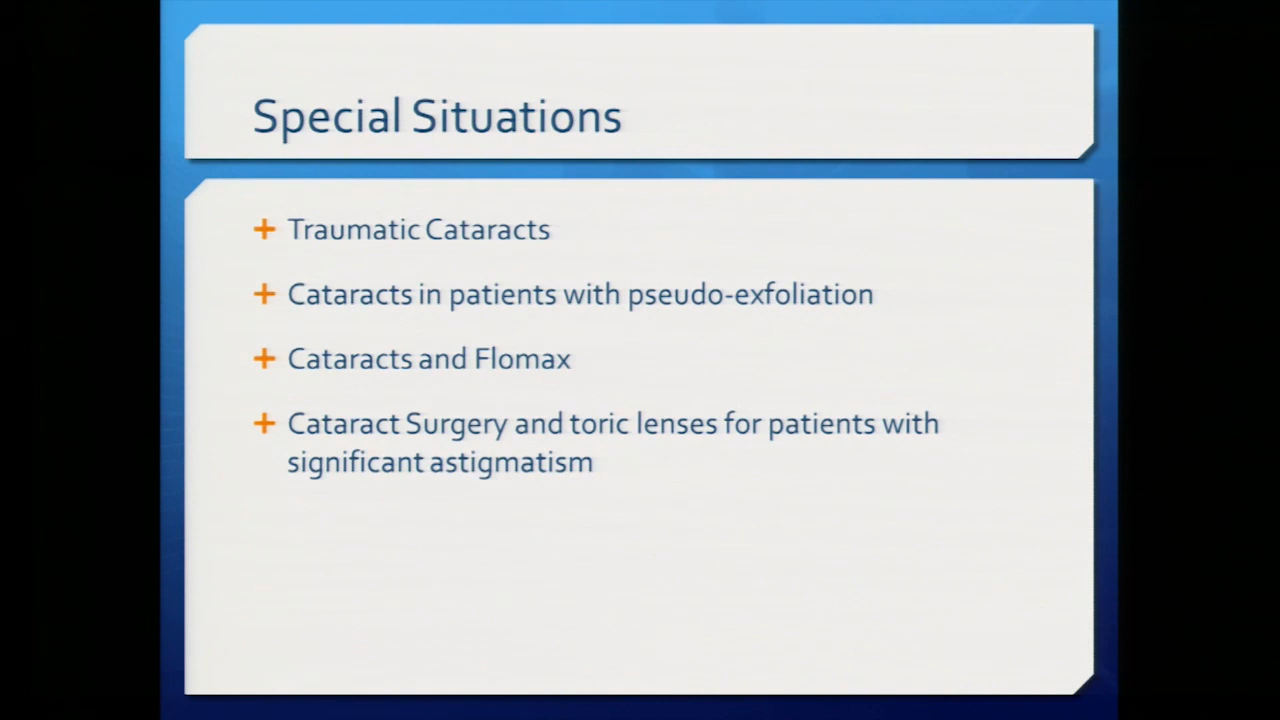 Special Situations
+ Traumatic Cataracts
+ Cataracts in patients with pseudo-exfoliation
+ Cataracts and Flomax
+ Cataract Surgery and toric lenses for patients with
significant astigmatism